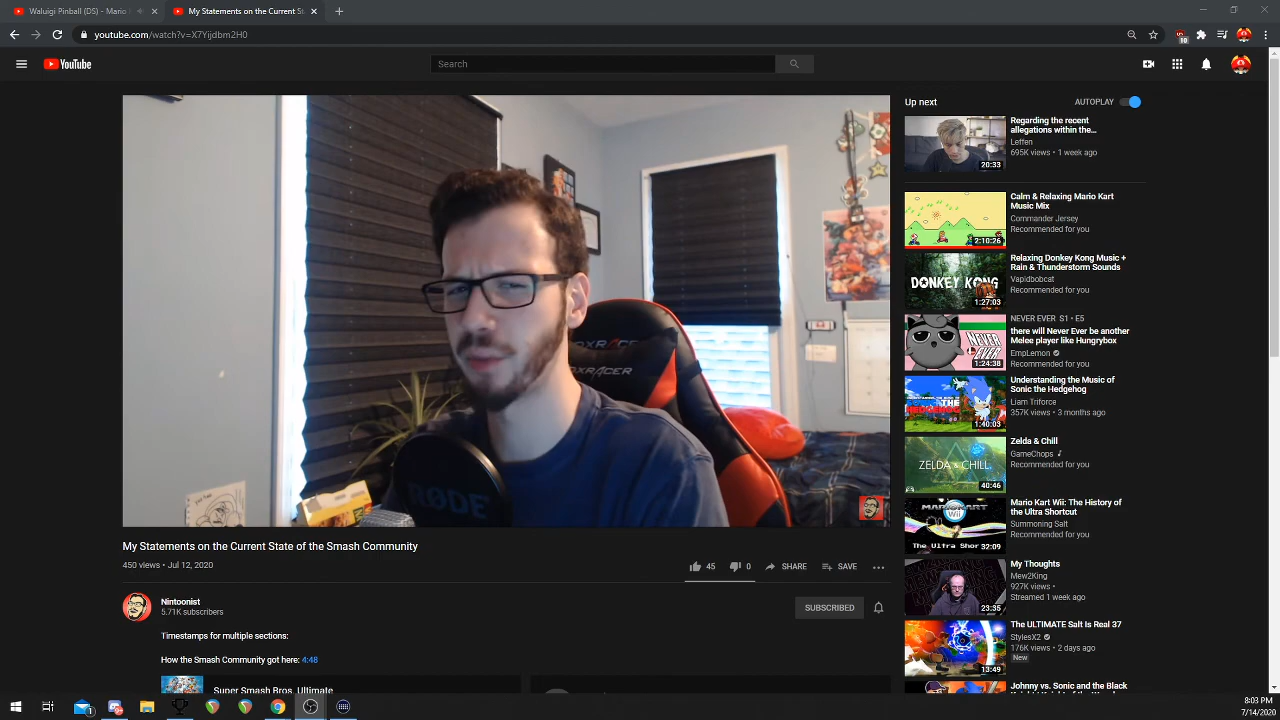 Waluigi Pinball (DS) - Mario
My Statements on the Current St
youtube.com/watch?v=X7Yijdbm2H0
10
YouTube
Search
DXRACER
DXRACER
RODE
My Statements on the Current State of the Smash Community
450 views • Jul 12, 2020
45
0
SHARE
SAVE
Nintoonist
5.71K subscribers
SUBSCRIBED
Timestamps for multiple sections:
How the Smash Community got here: 4:48
Super Smash Bros. Ultimate
Up next
AUTOPLAY
20:33
Regarding the recent
allegations within the...
Leffen
695K views • 1 week ago
2:10:26
Calm & Relaxing Mario Kart
Music Mix
Commander Jersey
Recommended for you
DONKEY KONG
1:27:03
Relaxing Donkey Kong Music +
Rain & Thunderstorm Sounds
Vapidbobcat
Recommended for you
1:24:38
NEVER EVER S1 • E5
there will Never Ever be another
Melee player like Hungrybox
EmpLemon
Recommended for you
HEDGEHOG
1:40:03
Understanding the Music of
Sonic the Hedgehog
Liam Triforce
357K views • 3 months ago
ZELDA & CHILL
40:46
Zelda & Chill
GameChops
Recommended for you
MARIOKART
Wii
The Ultra Shor
32:09
Mario Kart Wii: The History of
the Ultra Shortcut
Summoning Salt
Recommended for you
23:35
My Thoughts
Mew2King
927K views •
Streamed 1 week ago
13:49
The ULTIMATE Salt Is Real 37
StylesX2
176K views • 2 days ago
New
Johnny vs. Sonic and the Black
8:03 PM
7/14/2020